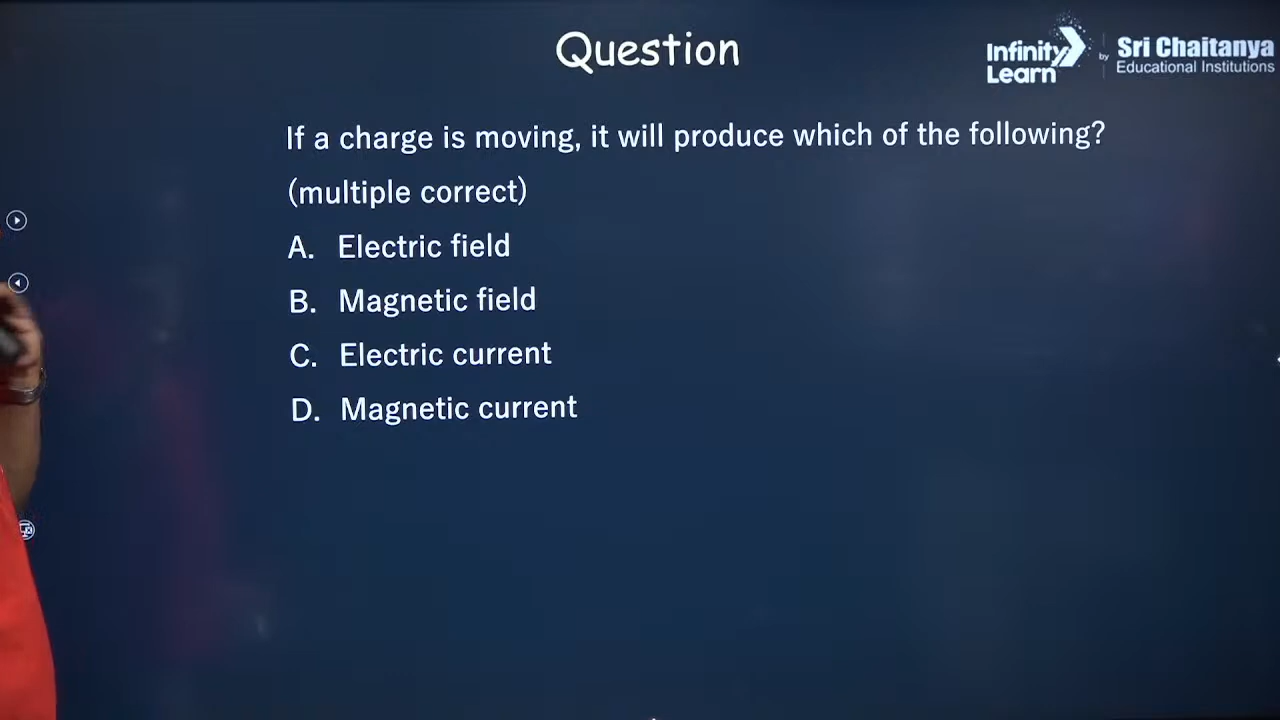 Question
Infinity Learn
by
Sri Chaitanya
Educational Institutions
If a charge is moving, it will produce which of the following?
(multiple correct)
A. Electric field
B. Magnetic field
C. Electric current
D. Magnetic current